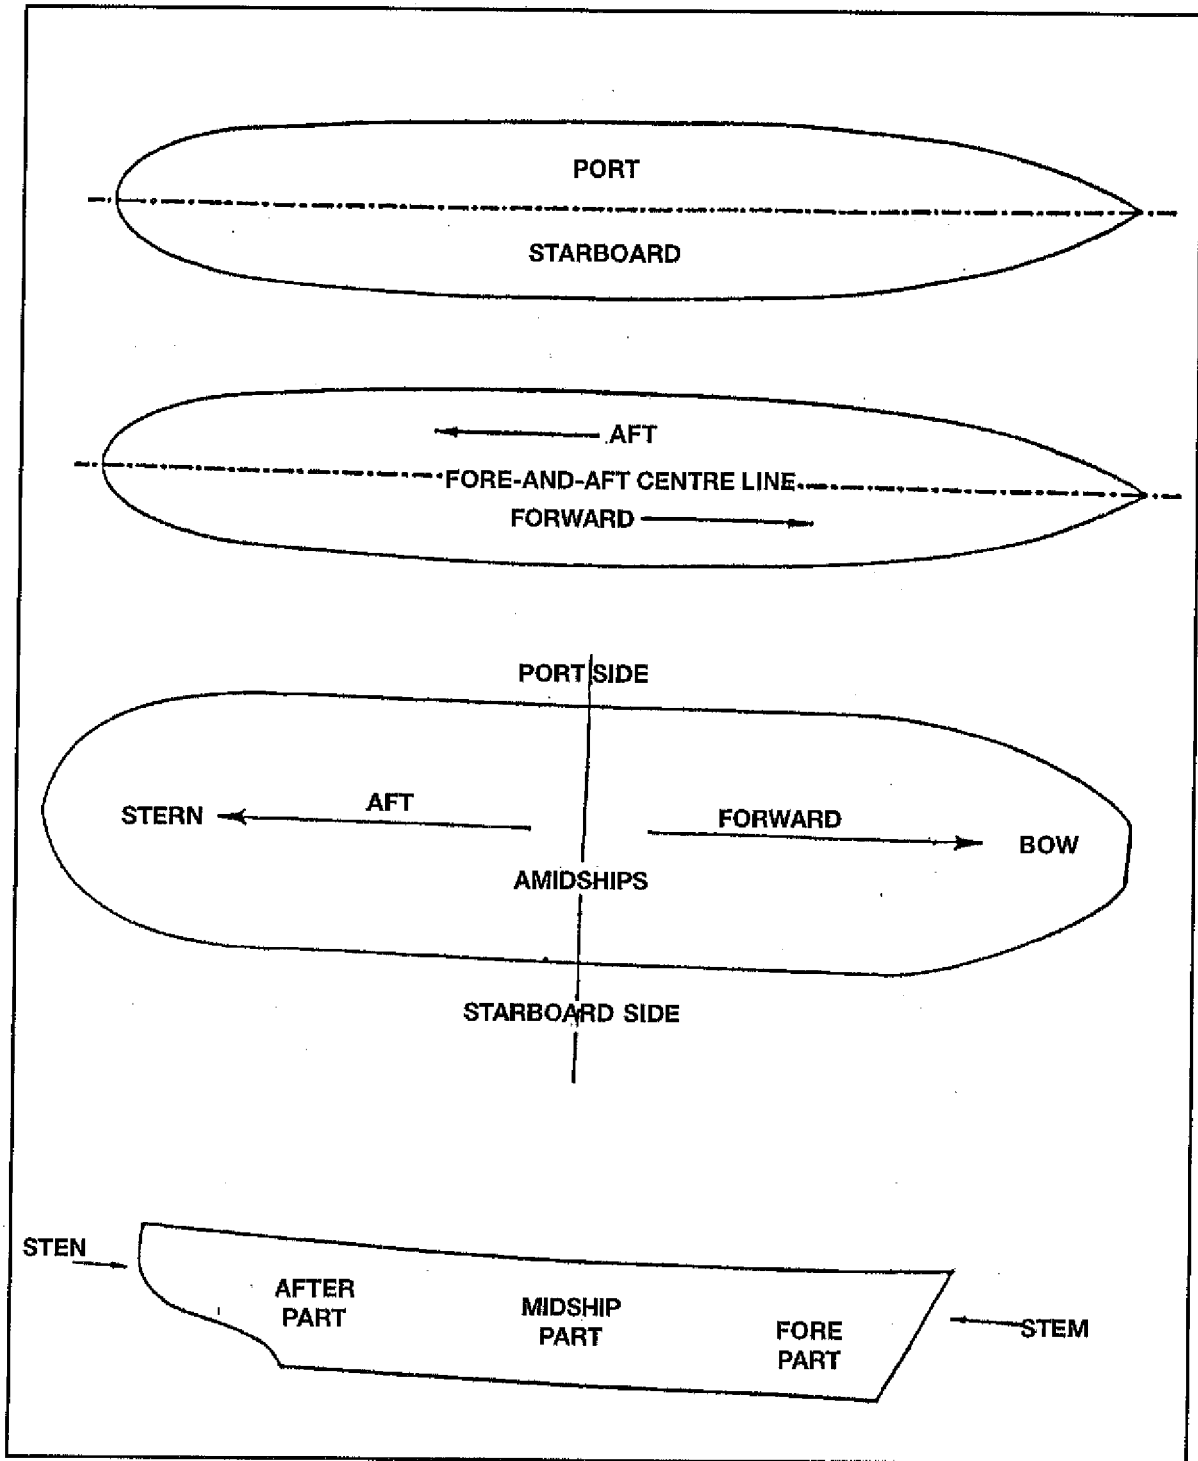 PORT
STARBOARD
AFT
FORE-AND-AFT CENTRE LINE
FORWARD
PORT SIDE
STERN
AFT
FORWARD
BOW
AMIDSHIPS
STARBOARD SIDE
STEN
AFTER
PART
MIDSHIP
PART
FORE
PART
STEM